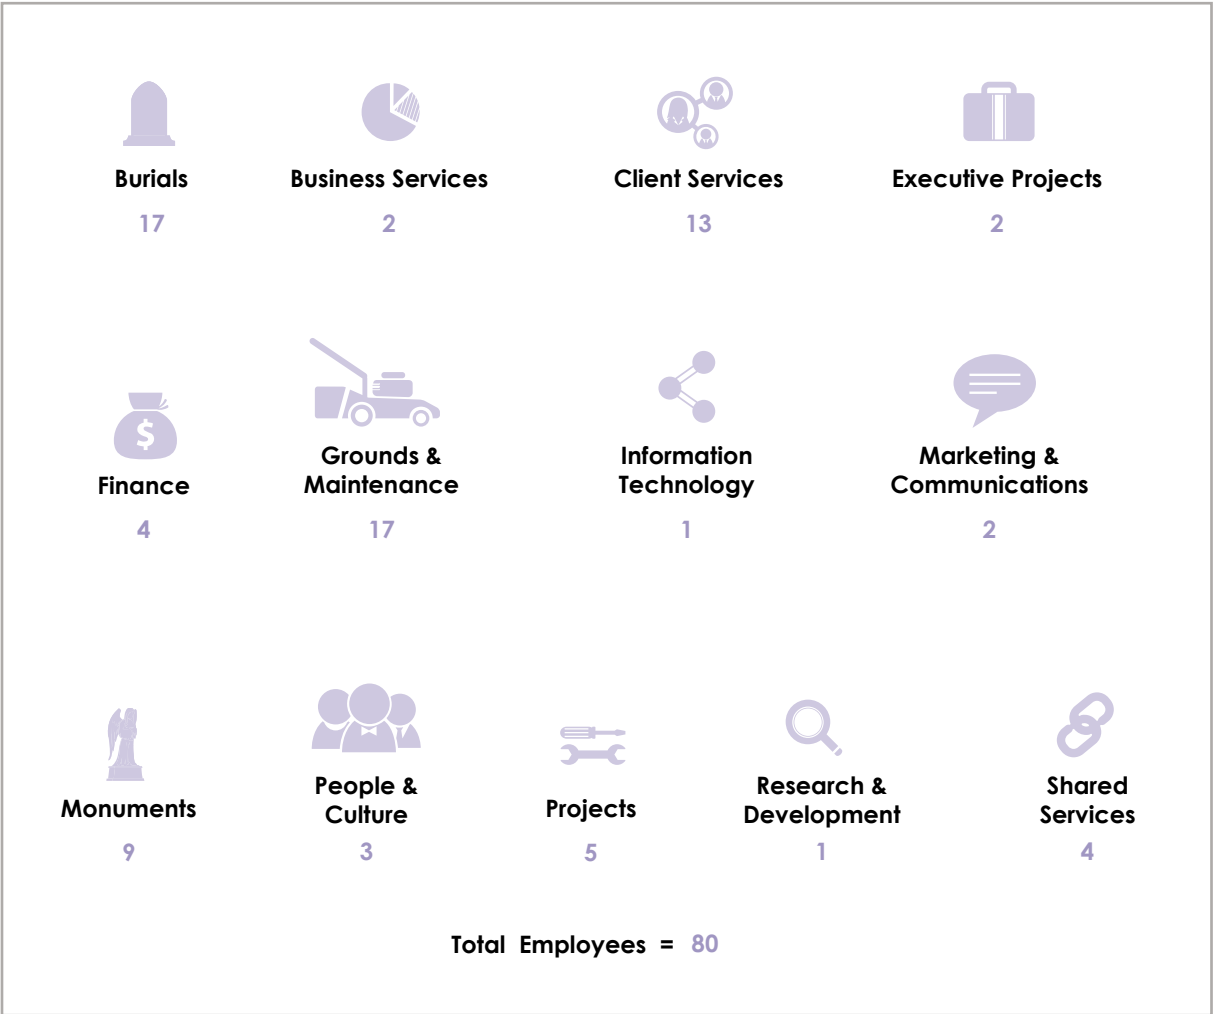 Burials
17
Business Services
2
Client Services
13
Executive Projects
2
$
Finance
4
Grounds &
Maintenance
17
Information
Technology
1
Marketing &
Communications
2
Monuments
9
People &
Culture
3
Projects
5
Research &
Development
1
Shared
Services
4
Total Employees = 80